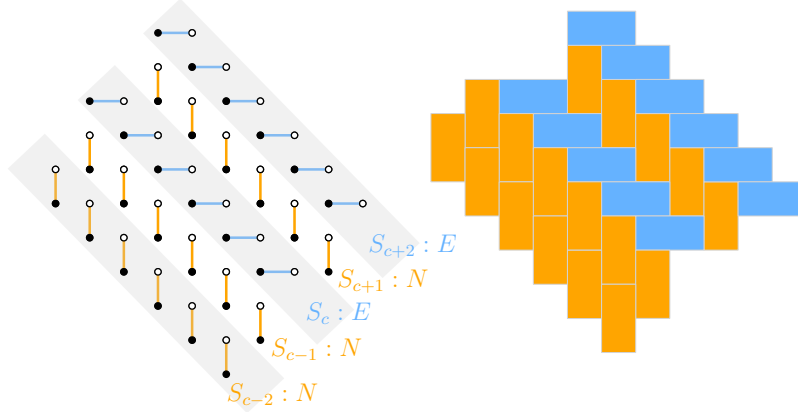 S_{c+2} : E
S_{c+1} : N
S_c : E
S_{c-1} : N
S_{c-2} : N